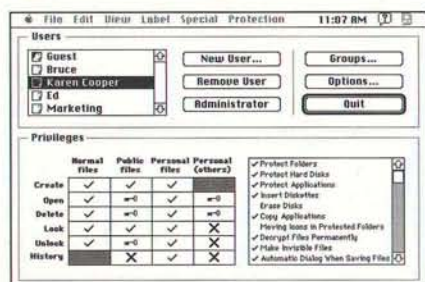 File Edit View Label Special Protection 11:07 AM
Users
Guest
Bruce
Karen Cooper
Ed
Marketing
New User...
Remove User
Administrator
Groups...
Options...
Quit
Privileges
Normal files
Public files
Personal files
Personal (others)
Create
Open
Delete
Lock
Unlock
History
Protect Folders
Protect Hard Disks
Protect Applications
Insert Diskettes
Erase Disks
Copy Applications
Moving Icons in Protected Folders
Decrypt Files Permanently
Make Invisible Files
Automatic Dialog When Saving Files